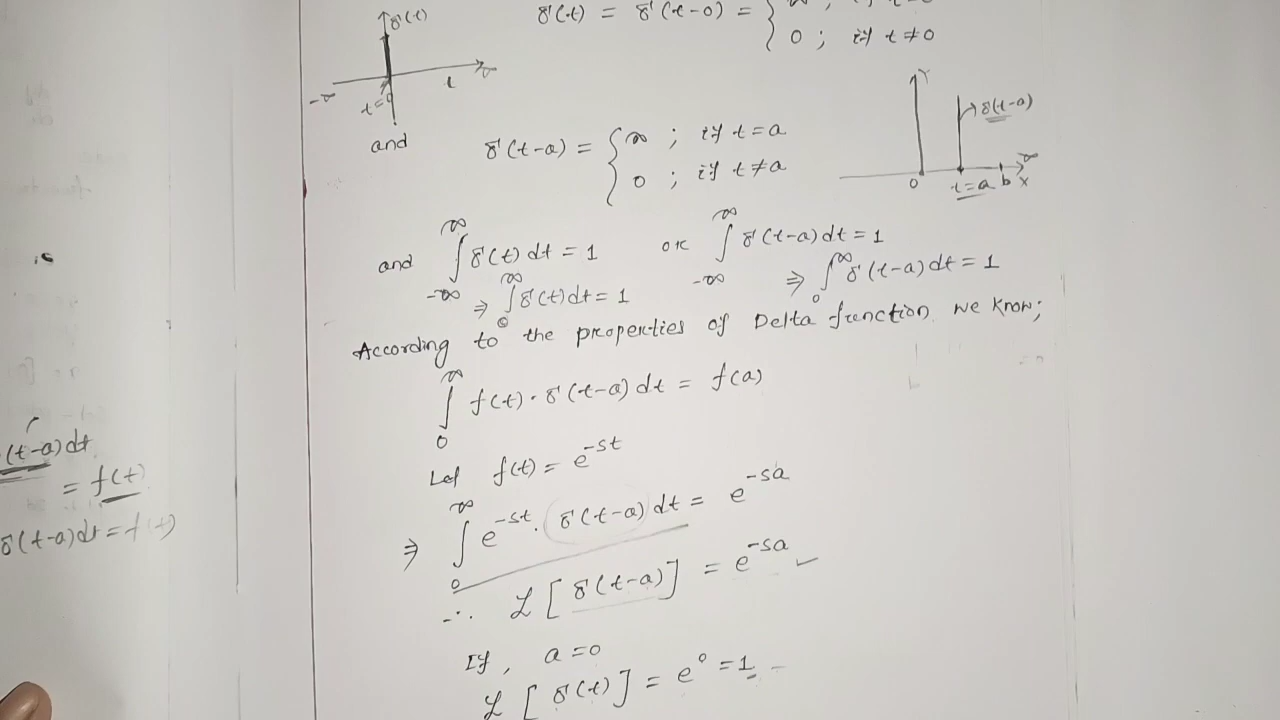 δ(t)
δ(t) = δ(t-0) = { ∞ ; if t=0
0 ; if t≠0
-∞ t=0 t ∞
Y
δ(t-a)
0 t=a b x ∞
and δ(t-a) = { ∞ ; if t=a
0 ; if t≠a
and ∫_{-∞}^{∞} δ(t) dt = 1 or ∫_{-∞}^{∞} δ(t-a) dt = 1
⇒ ∫_0^∞ δ(t) dt = 1 ⇒ ∫_0^∞ δ(t-a) dt = 1
According to the properties of Delta function we know;
∫_0^∞ f(t) · δ(t-a) dt = f(a)
Let f(t) = e^{-st}
⇒ ∫_0^∞ e^{-st} · δ(t-a) dt = e^{-sa}
∴ L [δ(t-a)] = e^{-sa} ✓
If, a=0
L [δ(t)] = e^0 = 1
(t-a) dt
= f(t)
δ(t-a) dt = f(t)